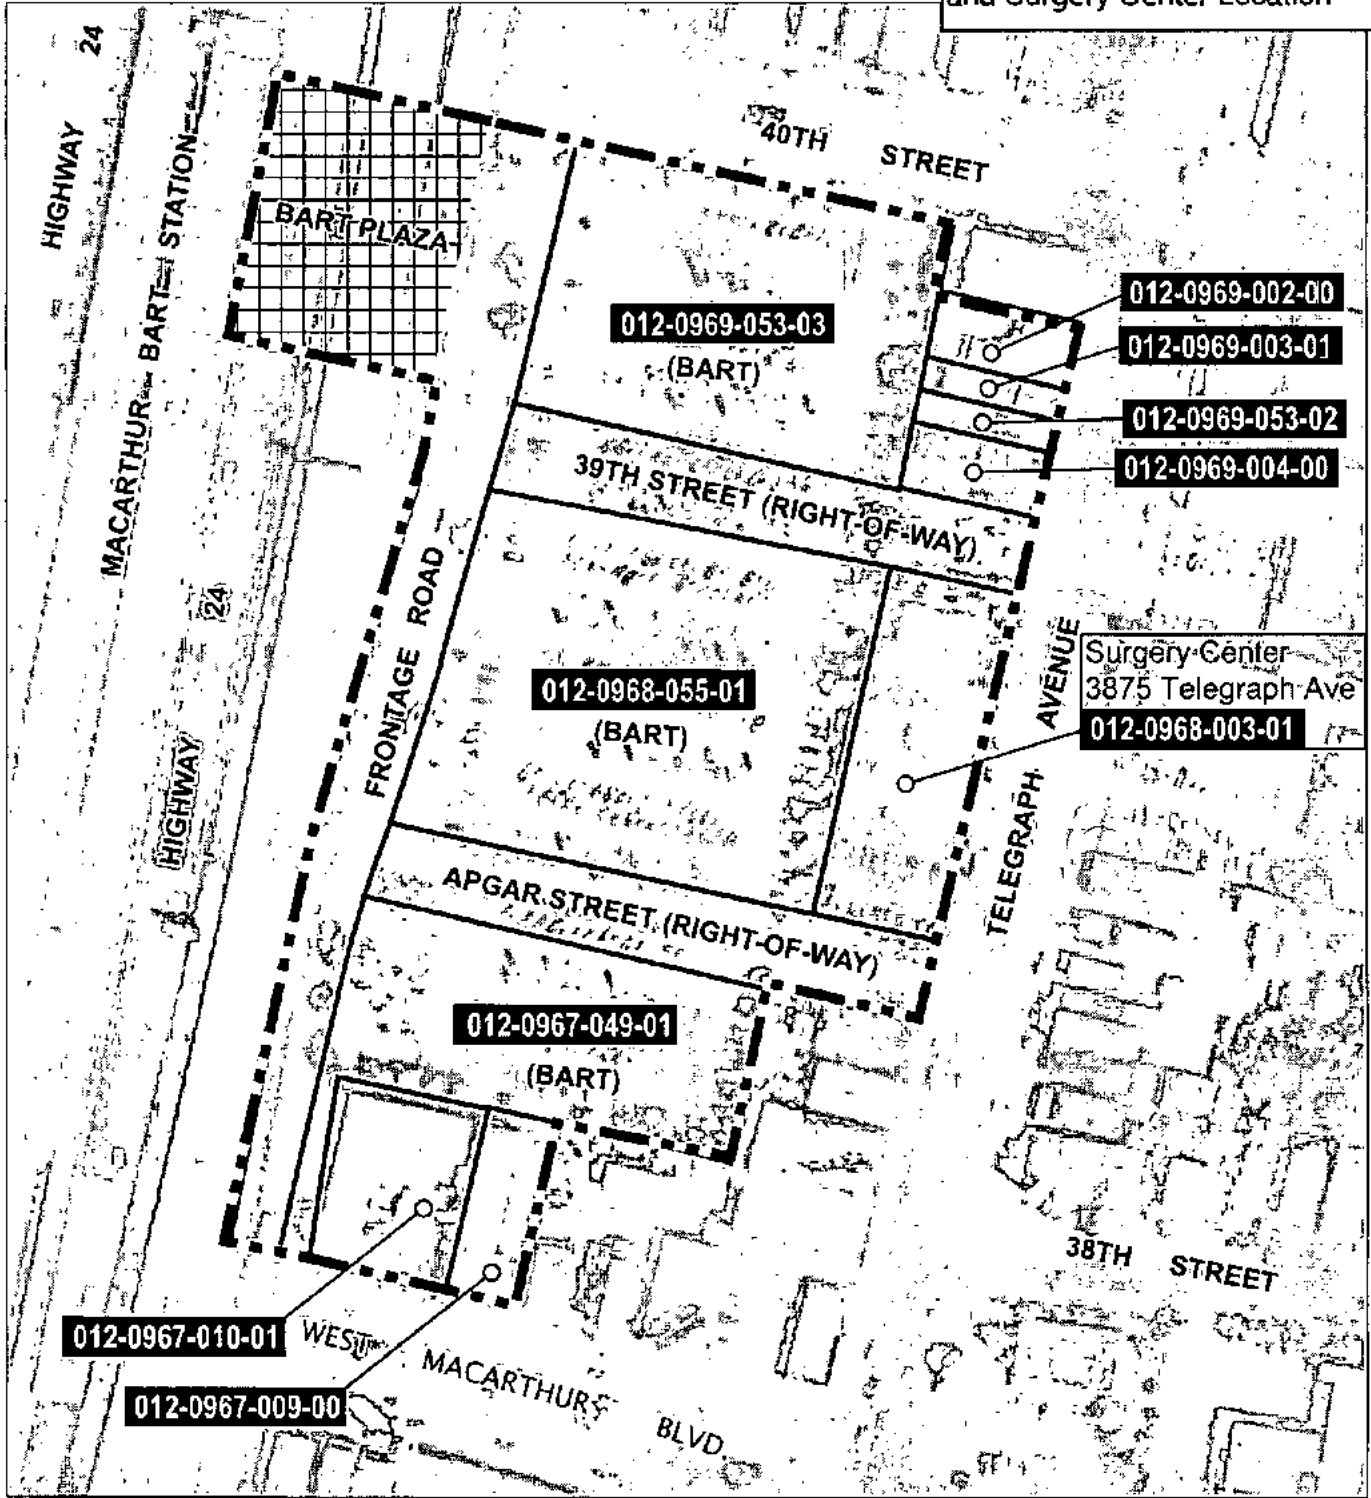 and Surgery Center Location
24
HIGHWAY
MACARTHUR BART STATION
40TH STREET
BART PLAZA
012-0969-002-00
012-0969-053-03
(BART)
012-0969-003-01
012-0969-053-02
012-0969-004-00
39TH STREET (RIGHT-OF-WAY)
FRONTAGE ROAD
24
HIGHWAY
Surgery Center
3875 Telegraph Ave
012-0968-003-01
012-0968-055-01
(BART)
TELEGRAPH AVENUE
APGAR STREET (RIGHT-OF-WAY)
012-0967-049-01
(BART)
38TH STREET
012-0967-010-01
WEST MACARTHUR BLVD.
012-0967-009-00